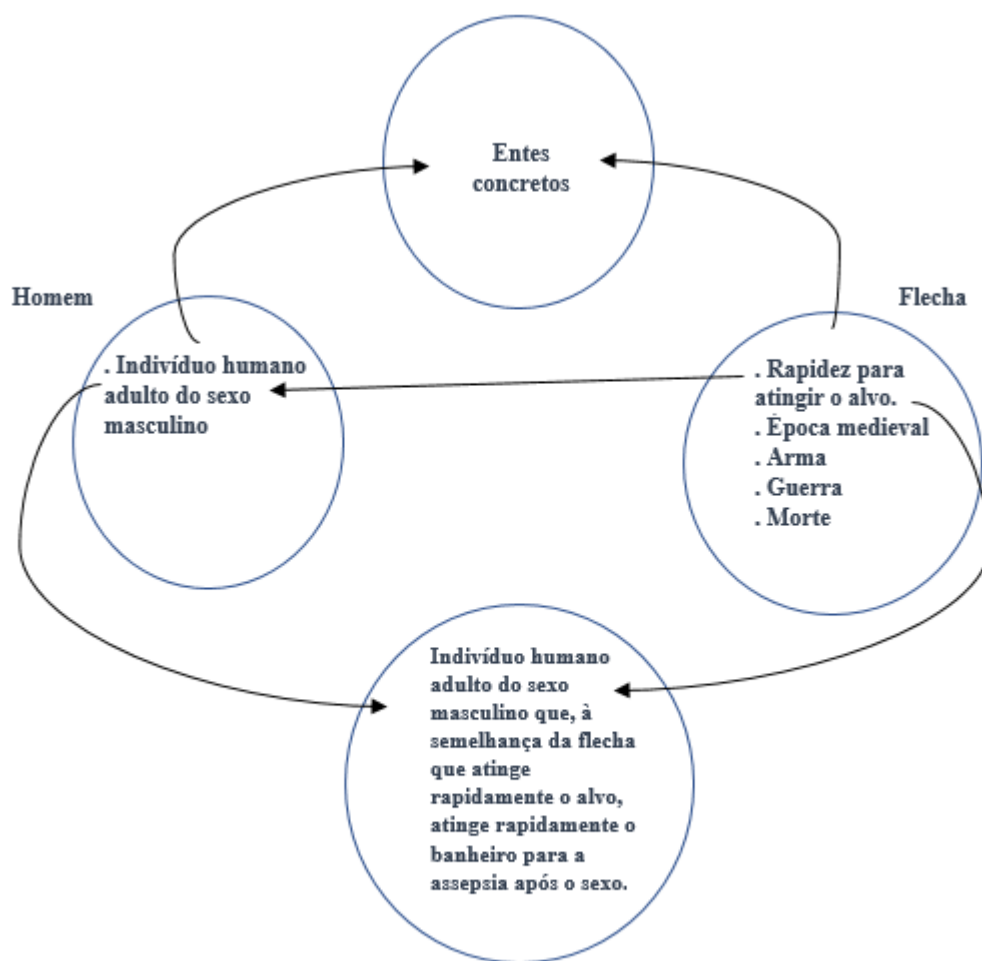 Entes
concretos
Homem
Flecha
. Indivíduo humano
adulto do sexo
masculino
. Rapidez para
atingir o alvo.
. Época medieval
. Arma
. Guerra
. Morte
Indivíduo humano
adulto do sexo
masculino que, à
semelhança da flecha
que atinge
rapidamente o alvo,
atinge rapidamente o
banheiro para a
assepsia após o sexo.